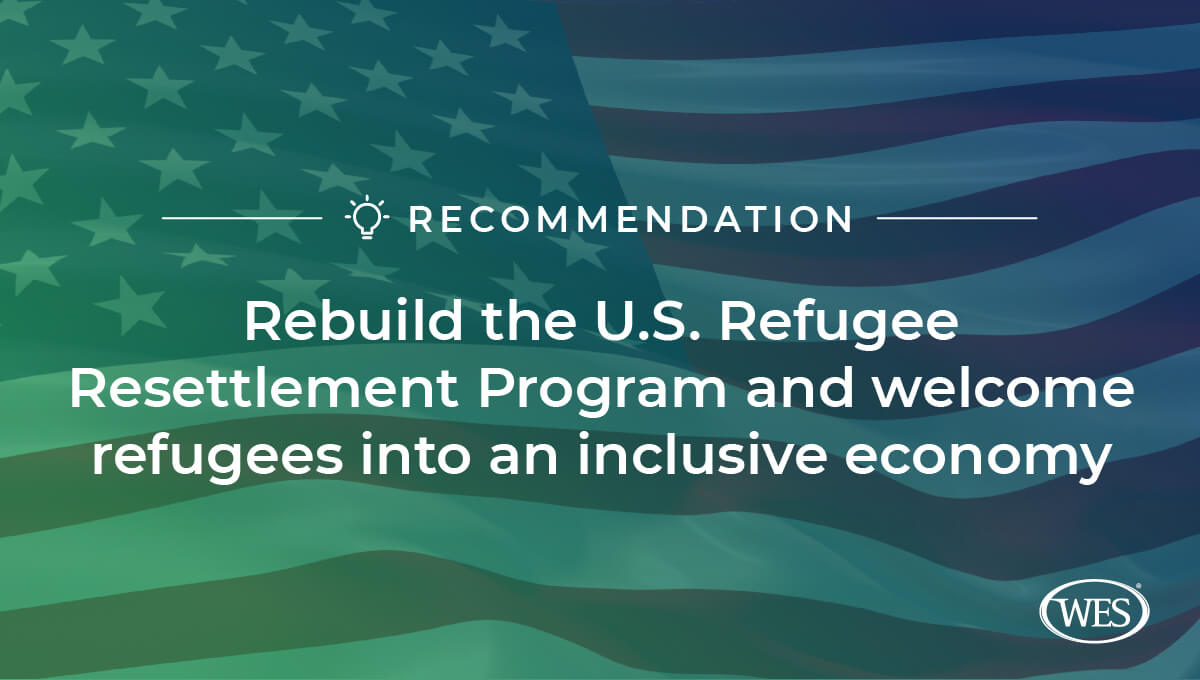 RECOMMENDATION
Rebuild the U.S. Refugee
Resettlement Program and welcome
refugees into an inclusive economy
WES®